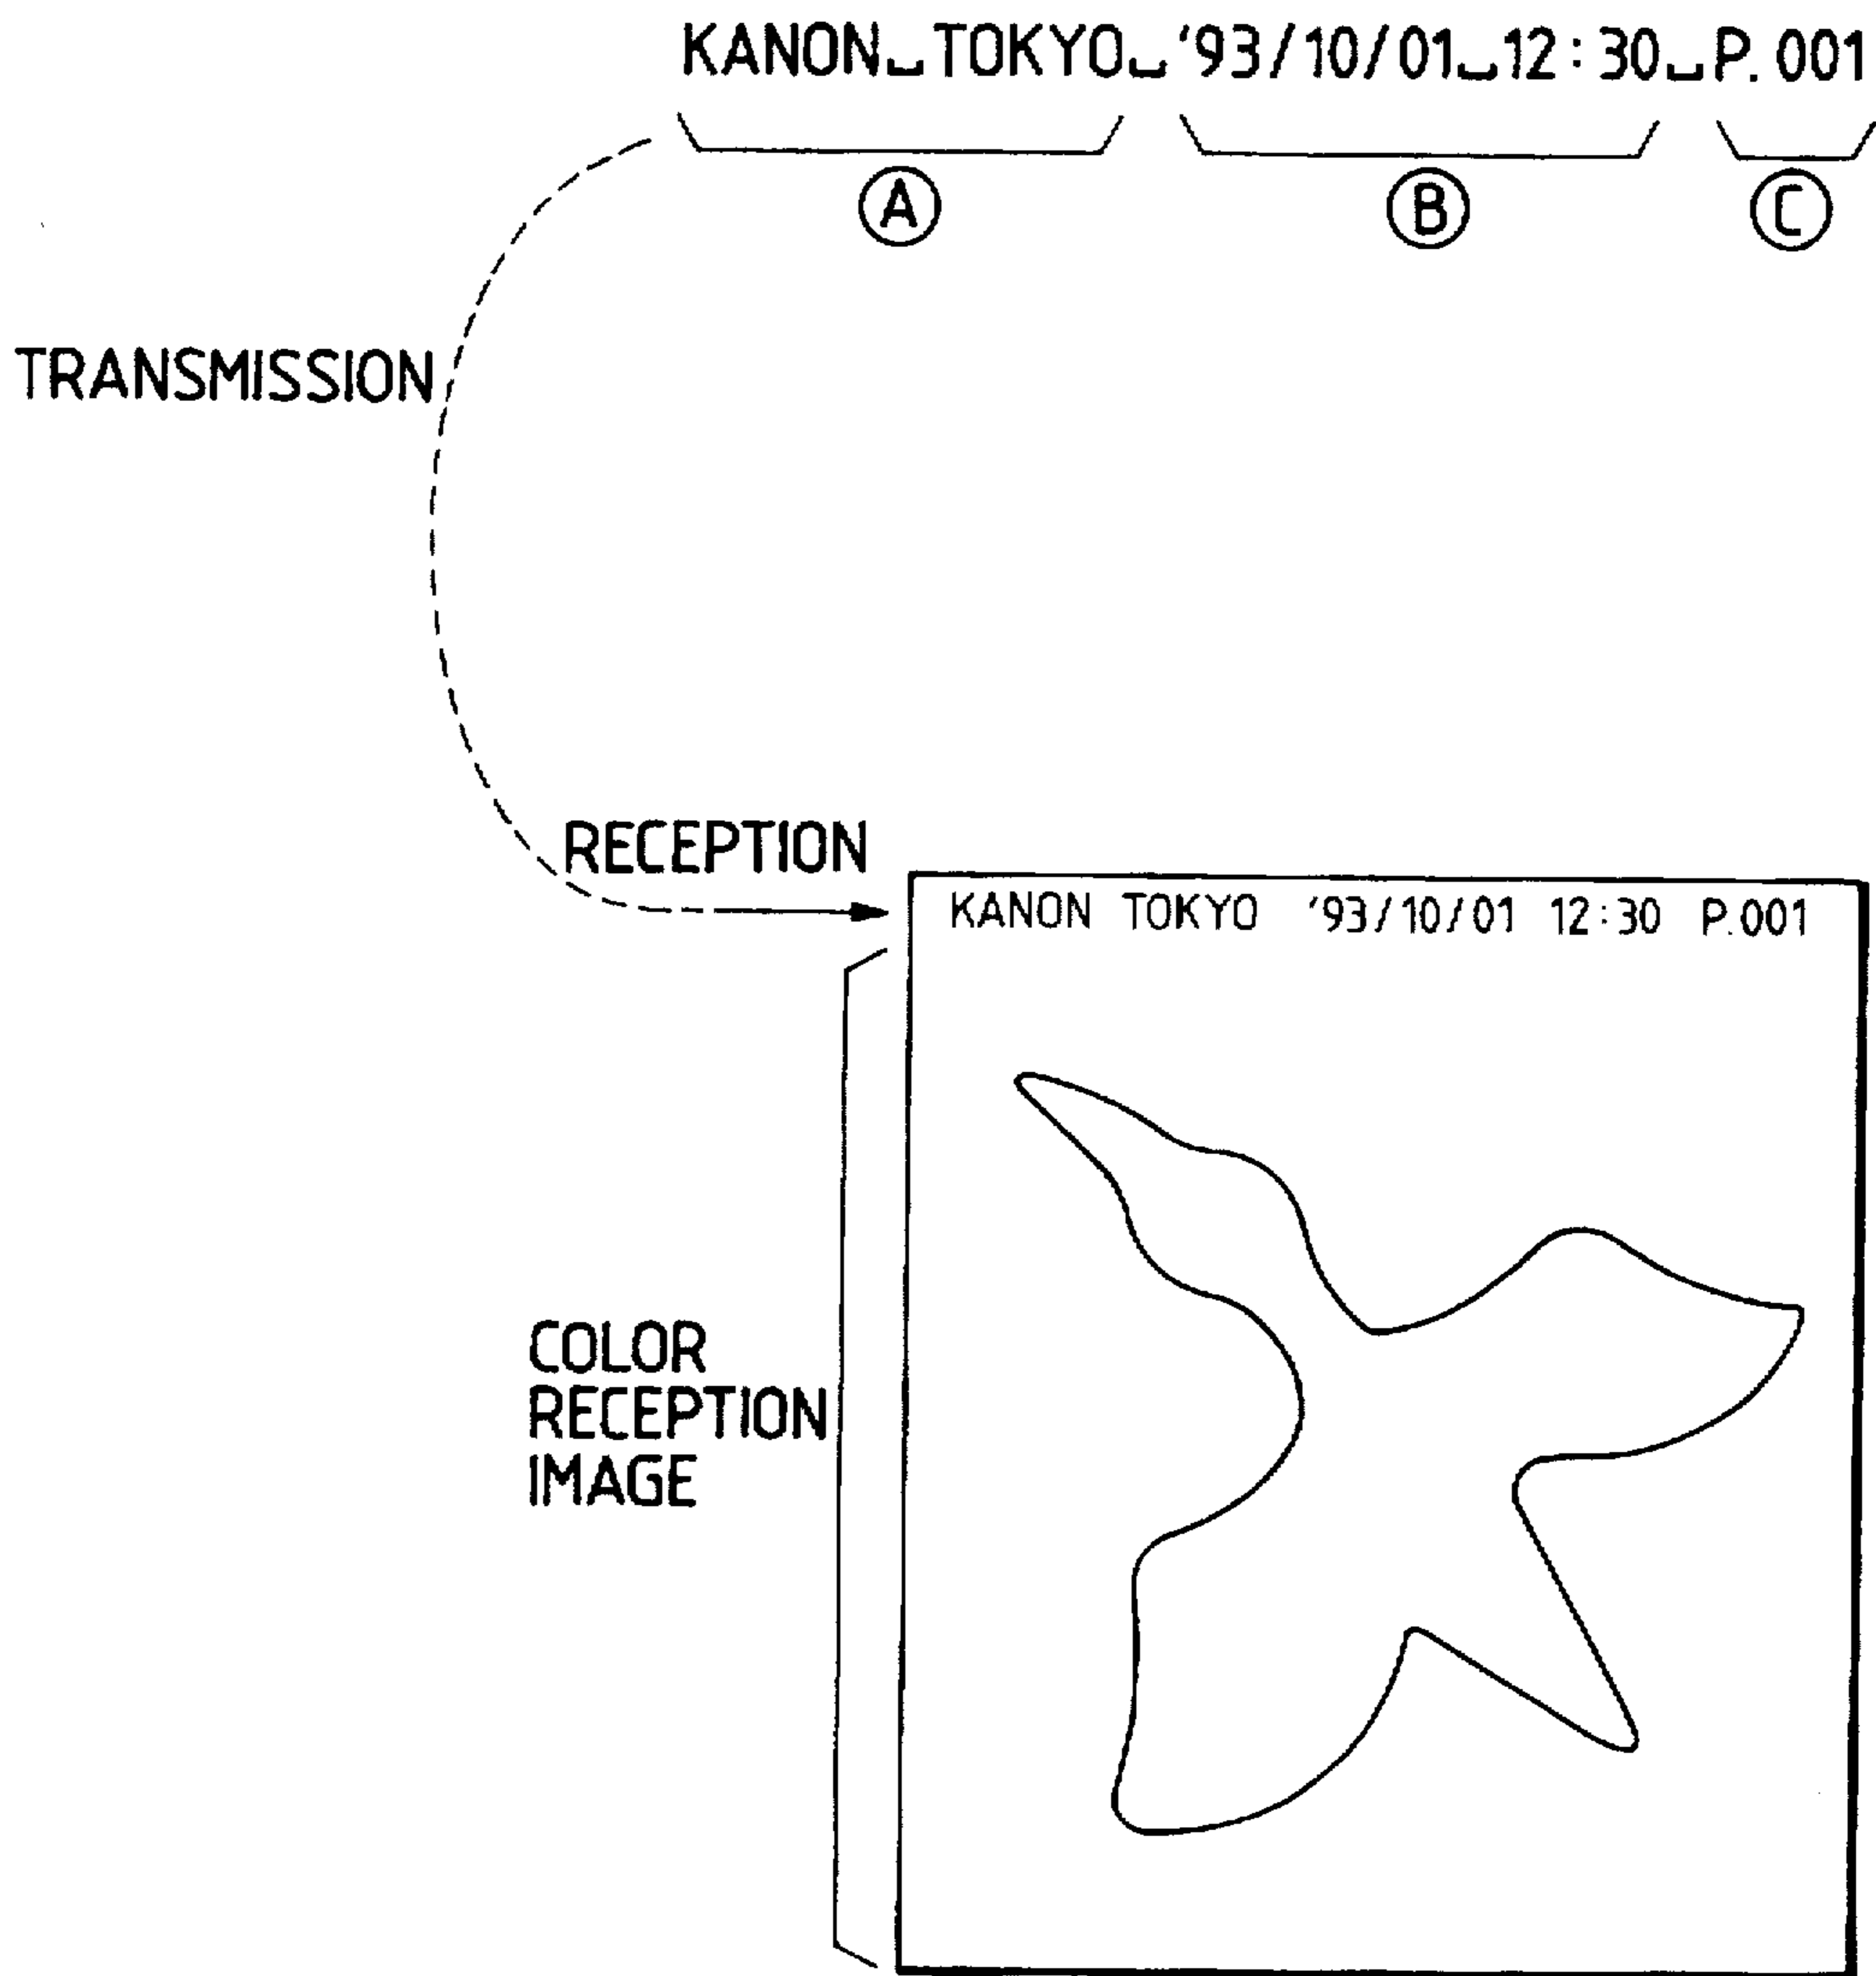 KANON␣TOKYO␣'93/10/01␣12:30␣P.001
A B C
TRANSMISSION
RECEPTION
KANON TOKYO '93/10/01 12:30 P.001
COLOR
RECEPTION
IMAGE